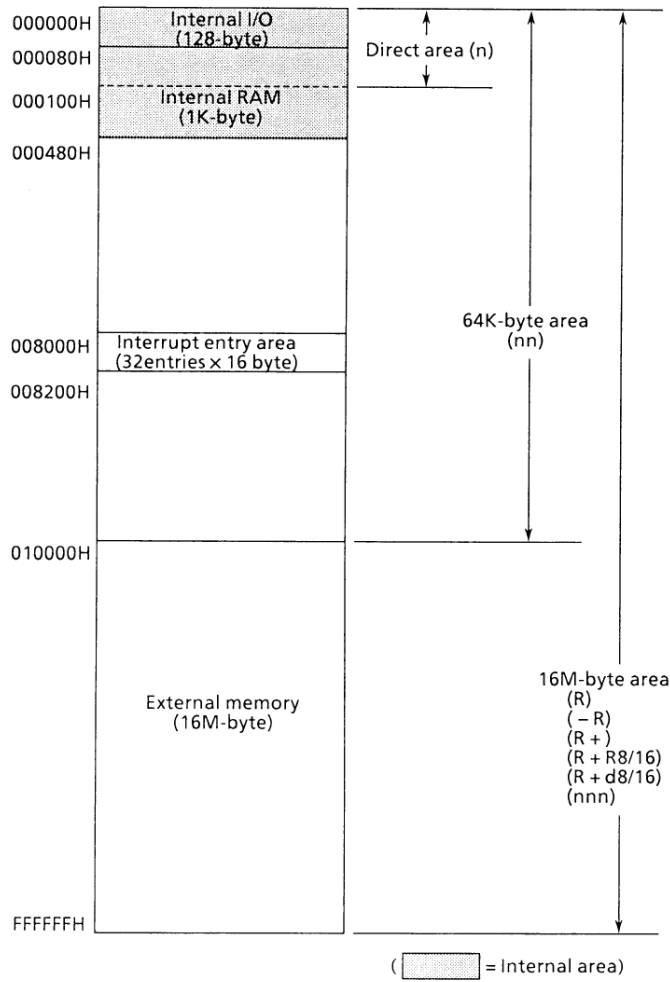 000000H
Internal I/O
(128-byte)
000080H
Direct area (n)
000100H
Internal RAM
(1K-byte)
000480H
64K-byte area
(nn)
008000H
Interrupt entry area
(32entries × 16 byte)
008200H
010000H
External memory
(16M-byte)
16M-byte area
(R)
(– R)
(R + )
(R + R8/16)
(R + d8/16)
(nnn)
FFFFFFH
( = Internal area)